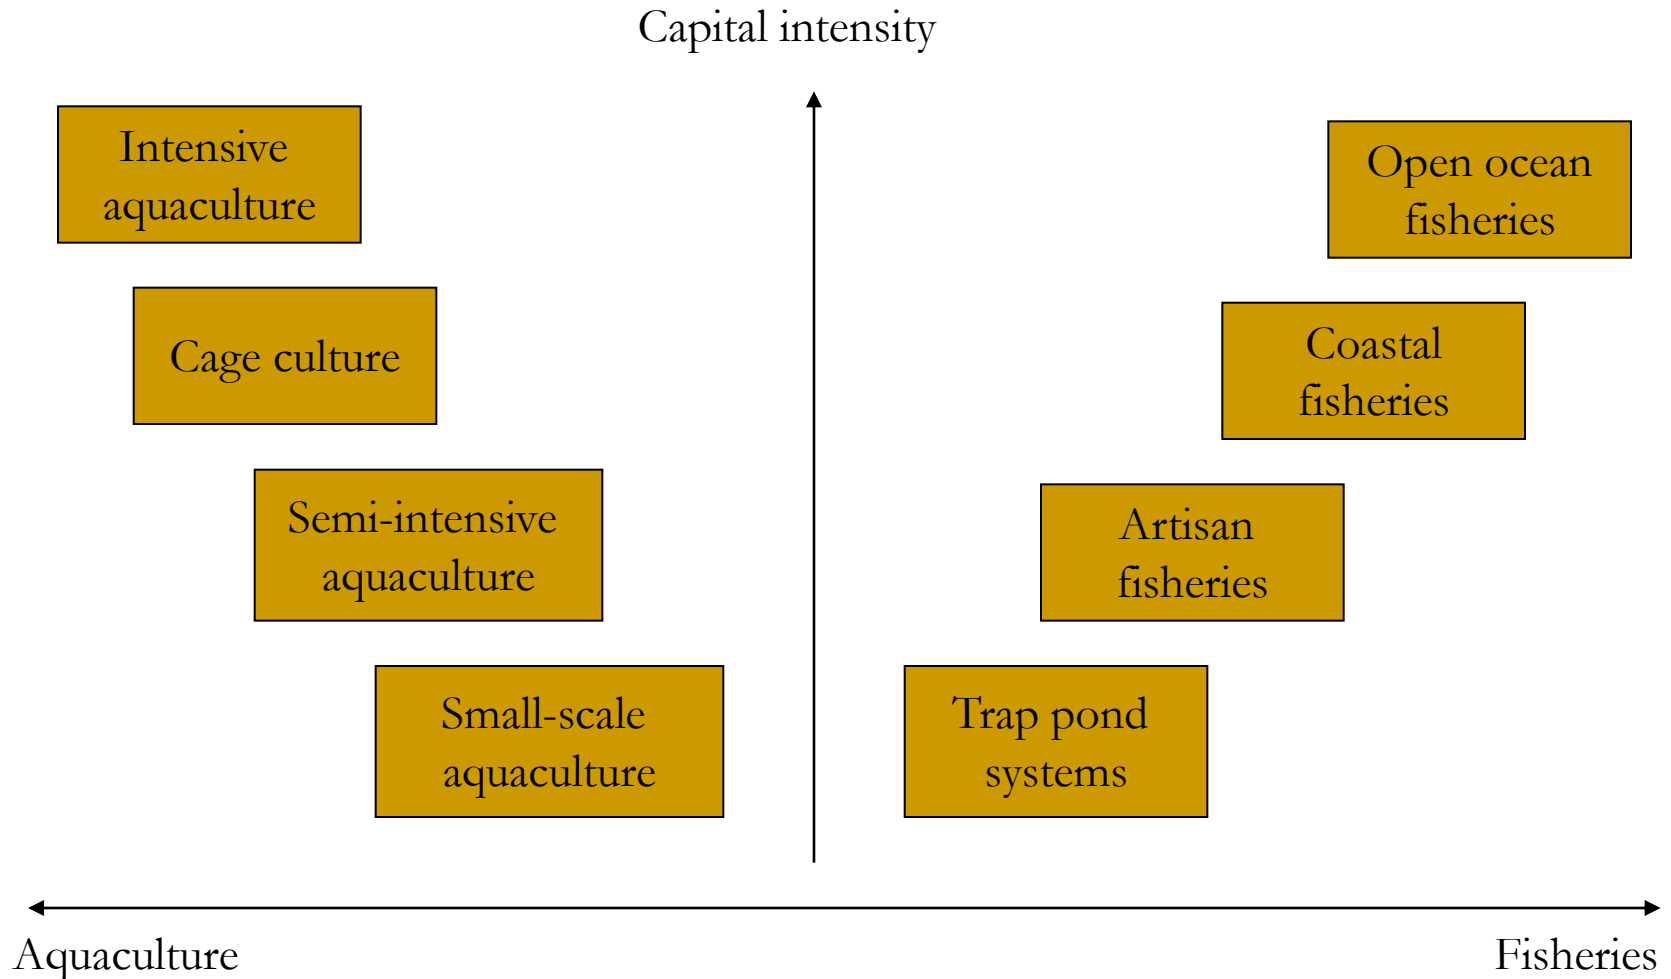 Capital intensity
Intensive
aquaculture
Open ocean
fisheries
Cage culture
Coastal
fisheries
Semi-intensive
aquaculture
Artisan
fisheries
Small-scale
aquaculture
Trap pond
systems
Aquaculture
Fisheries